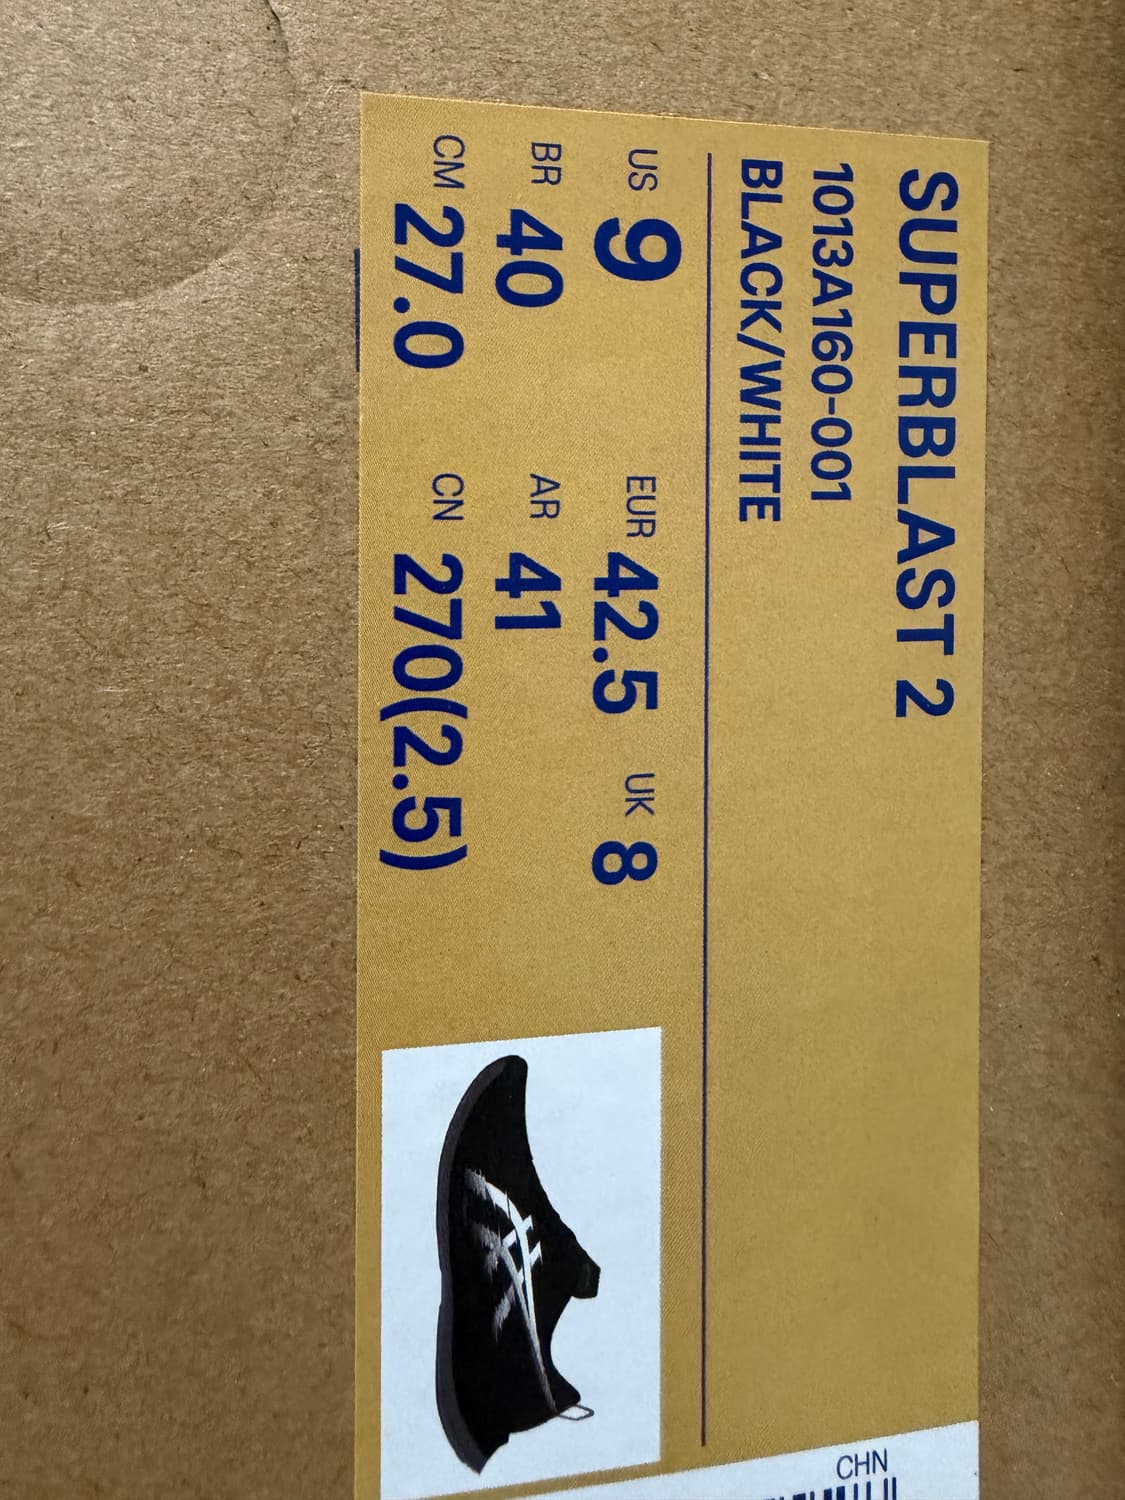 SUPERBLAST 2
1013A160-001
BLACK/WHITE
US 9 EUR 42.5 UK 8
BR 40 AR 41
CM 27.0 CN 270(2.5)
CHN